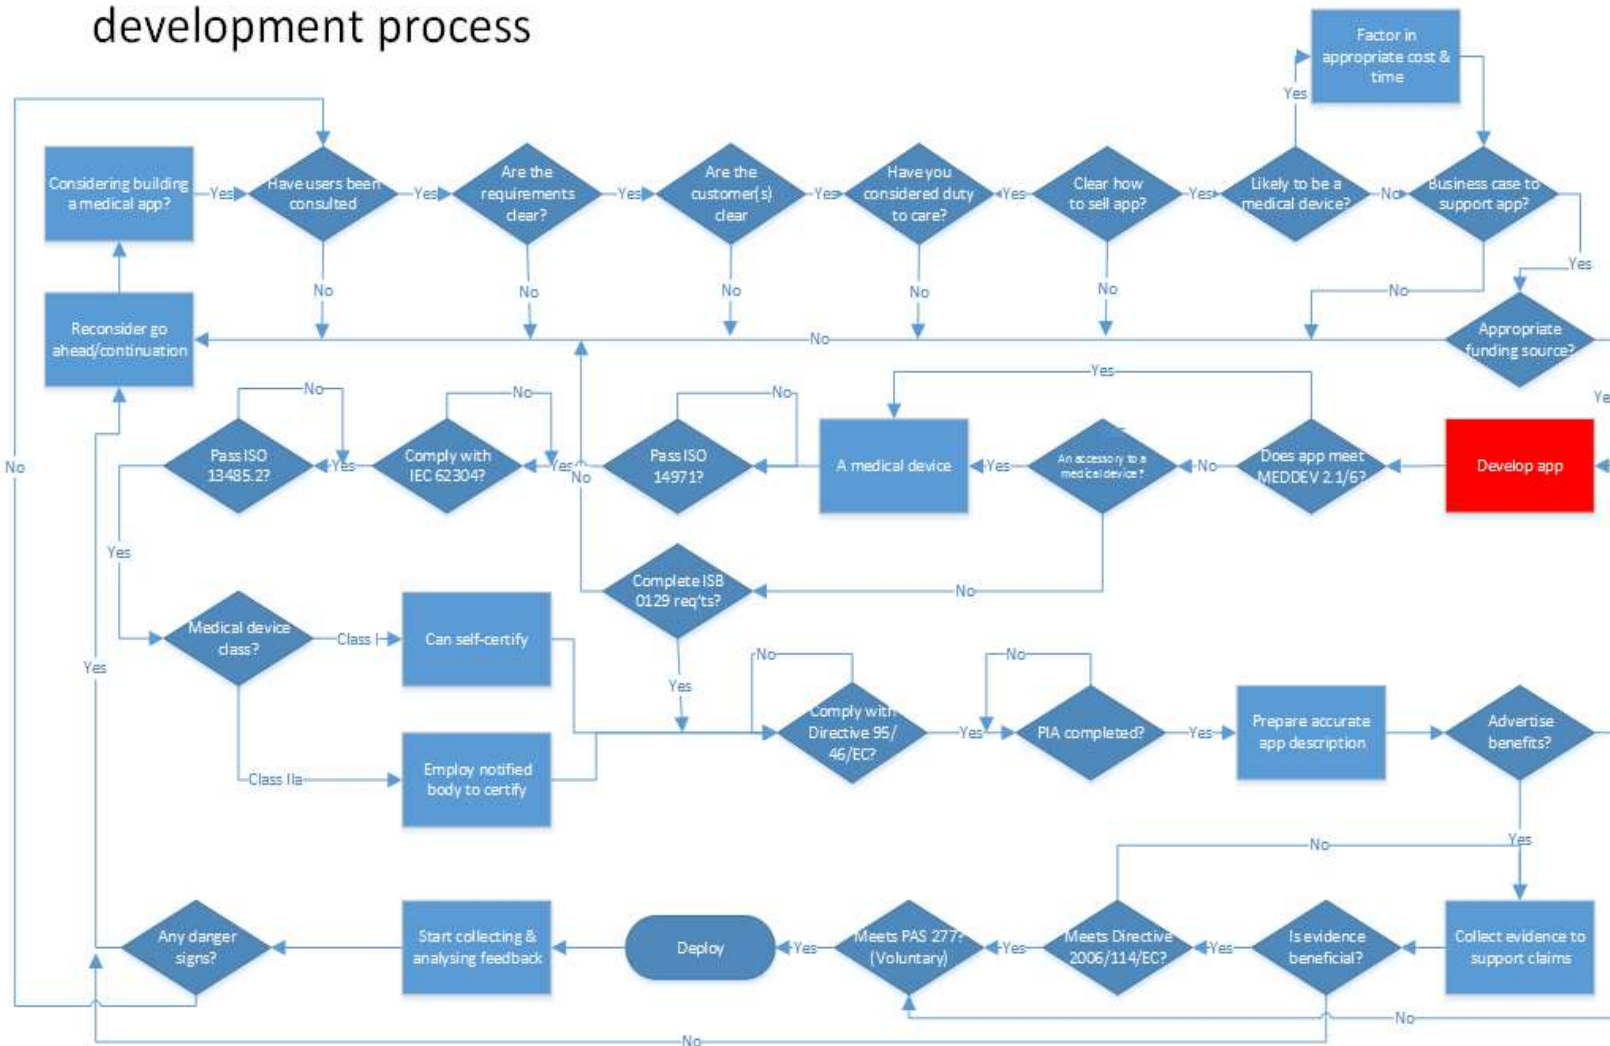 development process
Factor in
appropriate cost &
time
Yes
Considering building
a medical app?
Yes
Have users been
consulted
Yes
Are the
requirements
clear?
Yes
Are the
customer(s)
clear
Yes
Have you
considered duty
to care?
Yes
Clear how
to sell app?
Yes
Likely to be a
medical device?
No
Business case to
support app?
Yes
No
No
No
No
No
No
Reconsider go
ahead/continuation
No
Appropriate
funding source?
Ye
Yes
No
No
No
Pass ISO
13485.2?
Yes
Comply with
IEC 62304?
Yes
No
Pass ISO
14971?
A medical device
Yes
An accessory to a
medical device?
No
Does app meet
MEDDEV 2.1/6?
Develop app
No
Yes
Complete ISB
0129 req'ts?
No
Medical device
class?
Class I
Can self-certify
Yes
Yes
No
No
Comply with
Directive 95/
46/EC?
Yes
PIA completed?
Yes
Prepare accurate
app description
Advertise
benefits?
Class IIa
Employ notified
body to certify
Yes
No
Any danger
signs?
Start collecting &
analysing feedback
Deploy
Yes
Meets PAS 277?
(Voluntary)
Yes
Meets Directive
2006/114/EC?
Yes
Is evidence
beneficial?
Collect evidence to
support claims
No
No